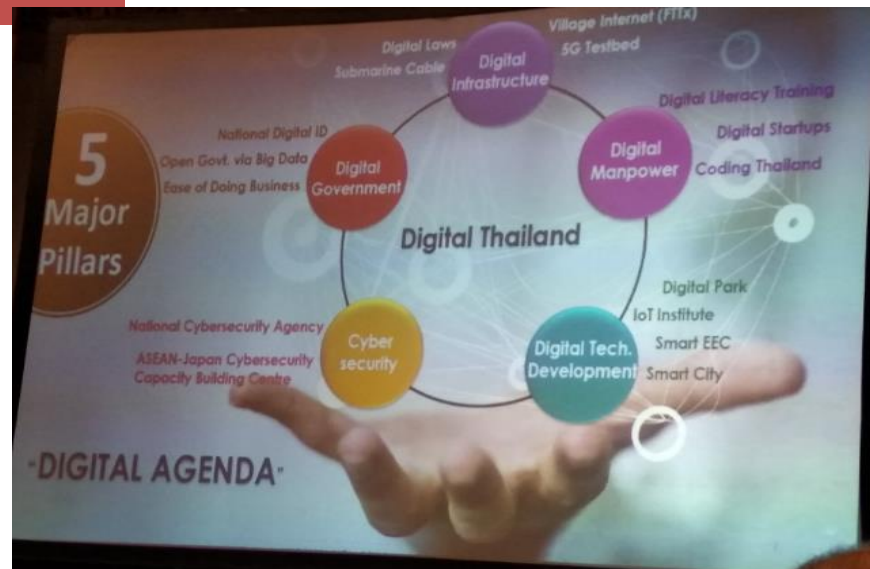 5
Major
Pillars
Digital Laws
Submarine Cable
Digital
Infrastructure
Village Internet (FTTx)
5G Testbed
National Digital ID
Open Govt. via Big Data
Ease of Doing Business
Digital
Government
Digital
Manpower
Digital Literacy Training
Digital Startups
Coding Thailand
Digital Thailand
National Cybersecurity Agency
ASEAN-Japan Cybersecurity
Capacity Building Centre
Cyber
security
Digital Tech.
Development
Digital Park
IoT Institute
Smart EEC
Smart City
"DIGITAL AGENDA"